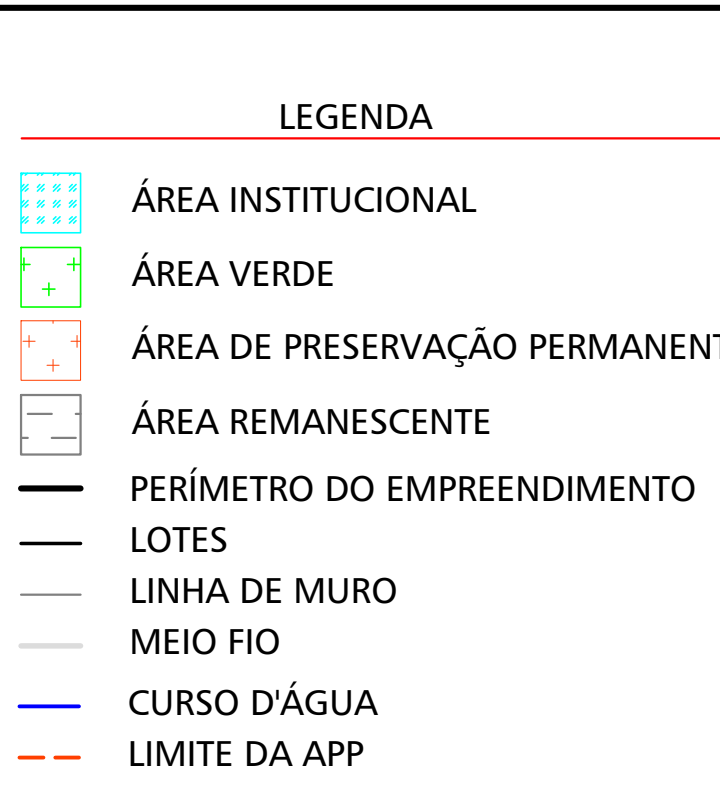 LEGENDA
ÁREA INSTITUCIONAL
ÁREA VERDE
ÁREA DE PRESERVAÇÃO PERMANENT
ÁREA REMANESCENTE
PERÍMETRO DO EMPREENDIMENTO
LOTES
LINHA DE MURO
MEIO FIO
CURSO D'ÁGUA
LIMITE DA APP